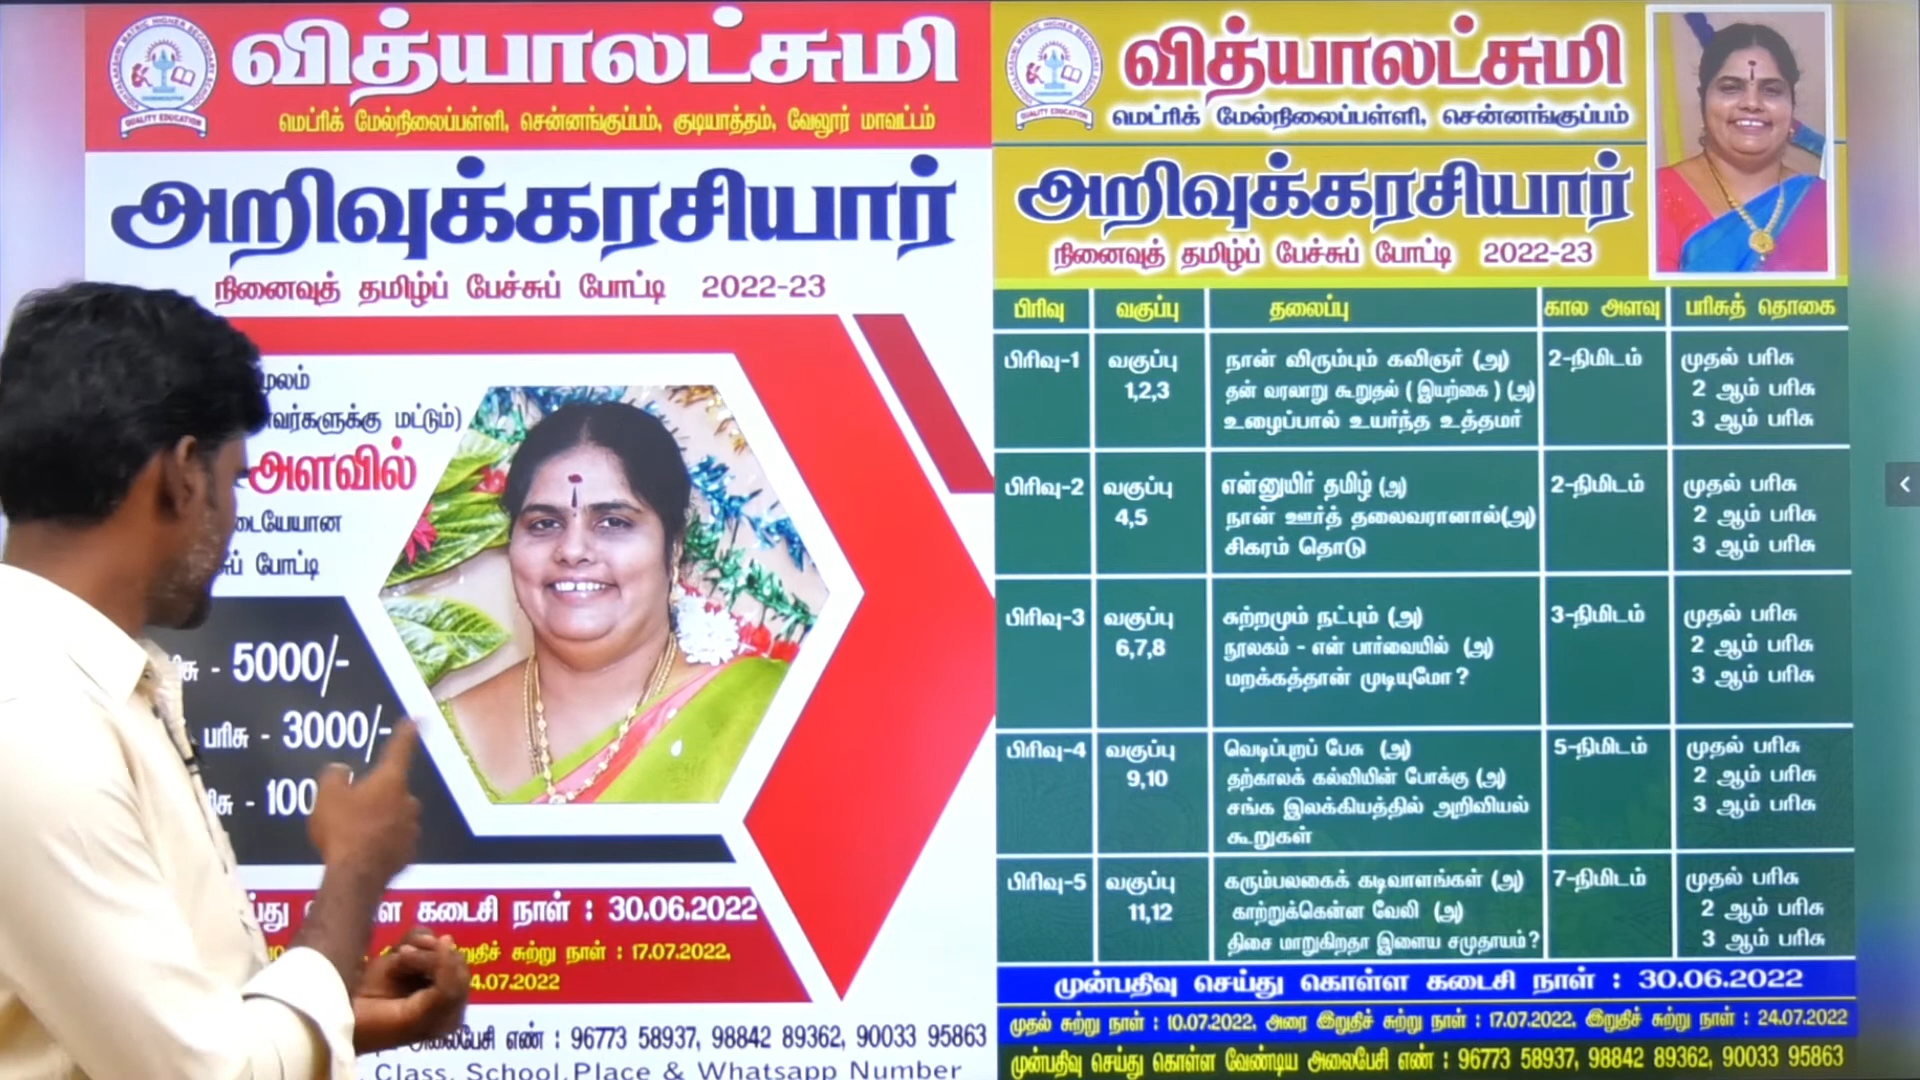 வித்யாலட்சுமி
மெட்ரிக் மேல்நிலைப்பள்ளி, சென்னங்குப்பம், குடியாத்தம், வேலூர் மாவட்டம்
QUALITY EDUCATION
அறிவுக்கரசியார்
நினைவுத் தமிழ்ப் பேச்சுப் போட்டி 2022-23
மட்டும்)
அளவில்
போட்டி
- 5000/-
பரிசு - 3000/-
கடைசி நாள் : 30.06.2022
சுற்று நாள் : 17.07.2022,
எண் : 96773 58937, 98842 89362, 90033 95863
Class, School,Place & Whatsapp Number
வித்யாலட்சுமி
மெட்ரிக் மேல்நிலைப்பள்ளி, சென்னங்குப்பம்
QUALITY EDUCATION
அறிவுக்கரசியார்
நினைவுத் தமிழ்ப் பேச்சுப் போட்டி 2022-23
பிரிவு வகுப்பு தலைப்பு கால அளவு பரிசுத் தொகை
பிரிவு-1 வகுப்பு நான் விரும்பும் கவிஞர் (அ) 2-நிமிடம் முதல் பரிசு
1,2,3 தன் வரலாறு கூறுதல் ( இயற்கை ) (அ) 2 ஆம் பரிசு
உழைப்பால் உயர்ந்த உத்தமர் 3 ஆம் பரிசு
பிரிவு-2 வகுப்பு என்னுயிர் தமிழ் (அ) 2-நிமிடம் முதல் பரிசு
4,5 நான் ஊர்த் தலைவரானால்(அ) 2 ஆம் பரிசு
சிகரம் தொடு 3 ஆம் பரிசு
பிரிவு-3 வகுப்பு சுற்றமும் நட்பும் (அ) 3-நிமிடம் முதல் பரிசு
6,7,8 நூலகம் - என் பார்வையில் (அ) 2 ஆம் பரிசு
மறக்கத்தான் முடியுமோ ? 3 ஆம் பரிசு
பிரிவு-4 வகுப்பு வெடிப்புறப் பேசு (அ) 5-நிமிடம் முதல் பரிசு
9,10 தற்காலக் கல்வியின் போக்கு (அ) 2 ஆம் பரிசு
சங்க இலக்கியத்தில் அறிவியல் 3 ஆம் பரிசு
கூறுகள்
பிரிவு-5 வகுப்பு கரும்பலகைக் கடிவாளங்கள் (அ) 7-நிமிடம் முதல் பரிசு
11,12 காற்றுக்கென்ன வேலி (அ) 2 ஆம் பரிசு
திசை மாறுகிறதா இளைய சமுதாயம்? 3 ஆம் பரிசு
முன்பதிவு செய்து கொள்ள கடைசி நாள் : 30.06.2022
முதல் சுற்று நாள் : 10.07.2022, அரை இறுதிச் சுற்று நாள் : 17.07.2022, இறுதிச் சுற்று நாள் : 24.07.2022
முன்பதிவு செய்து கொள்ள வேண்டிய அலைபேசி எண் : 96773 58937, 98842 89362, 90033 95863